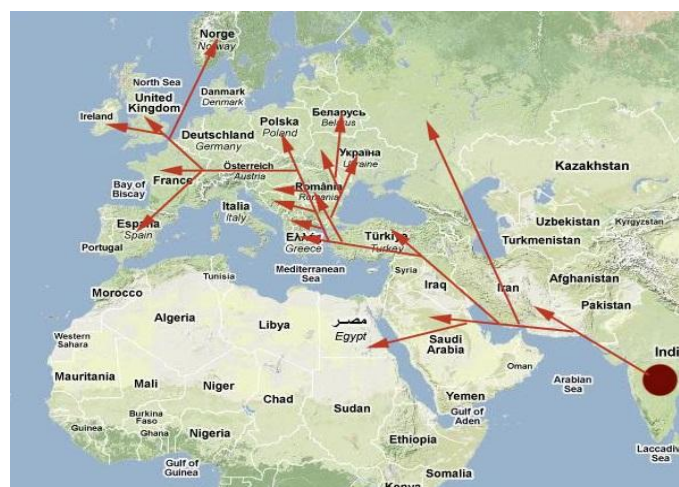 Norge
Norway
North Sea
Danmark
Denmark
United
Kingdom
Ireland
Polska
Poland
Беларусь
Belarus
Deutschland
Germany
Україна
Ukraine
Österreich
Austria
Kazakhstan
France
România
Romania
Bay of
Biscay
Italia
Italy
Uzbekistan
Kyrgyzstan
España
Spain
Portugal
Ελλάς
Greece
Türkiye
Turkey
Turkmenistan
Mediterranean
Sea
Tunisia
Syria
Iraq
Iran
Afghanistan
Morocco
Pakistan
Algeria
Libya
مصر
Egypt
Western
Sahara
Saudi
Arabia
Oman
Indi
Arabian
Sea
Mauritania
Mali
Niger
Chad
Sudan
Yemen
Gulf of
Aden
Burkina
Faso
Guinea
Ghana
Nigeria
Ethiopia
Laccadiv
Sea
Gulf of
Guinea
Somalia
Kenya